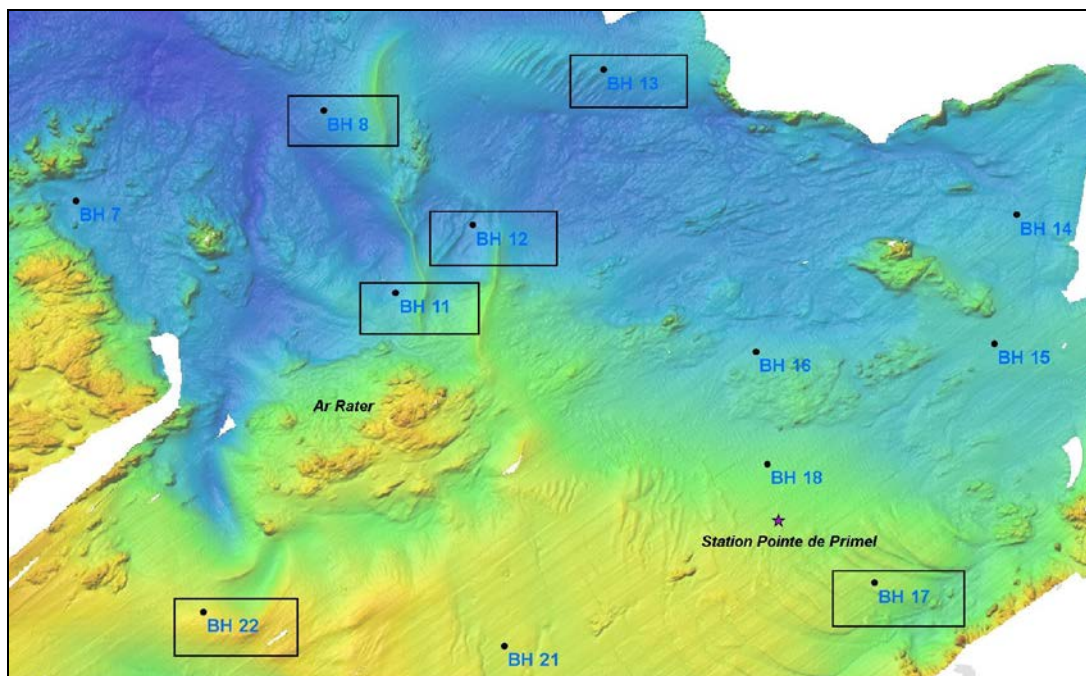 BH 13
BH 8
BH 7
BH 12
BH 14
BH 11
BH 16
BH 15
Ar Rater
BH 18
Station Pointe de Primel
BH 17
BH 22
BH 21